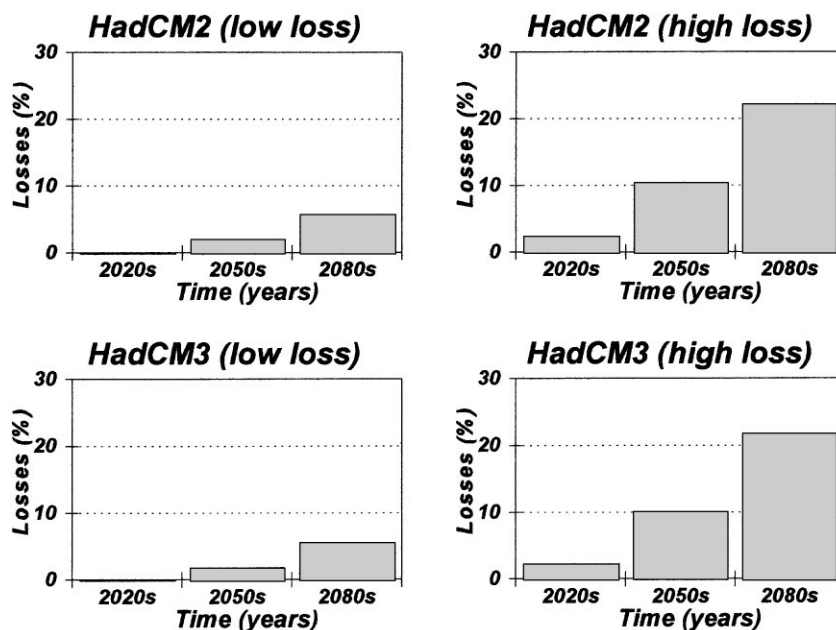 HadCM2 (low loss)
30
20
10
0
Losses (%)
2020s 2050s 2080s
Time (years)
HadCM2 (high loss)
30
20
10
0
Losses (%)
2020s 2050s 2080s
Time (years)
HadCM3 (low loss)
30
20
10
0
Losses (%)
2020s 2050s 2080s
Time (years)
HadCM3 (high loss)
30
20
10
0
Losses (%)
2020s 2050s 2080s
Time (years)